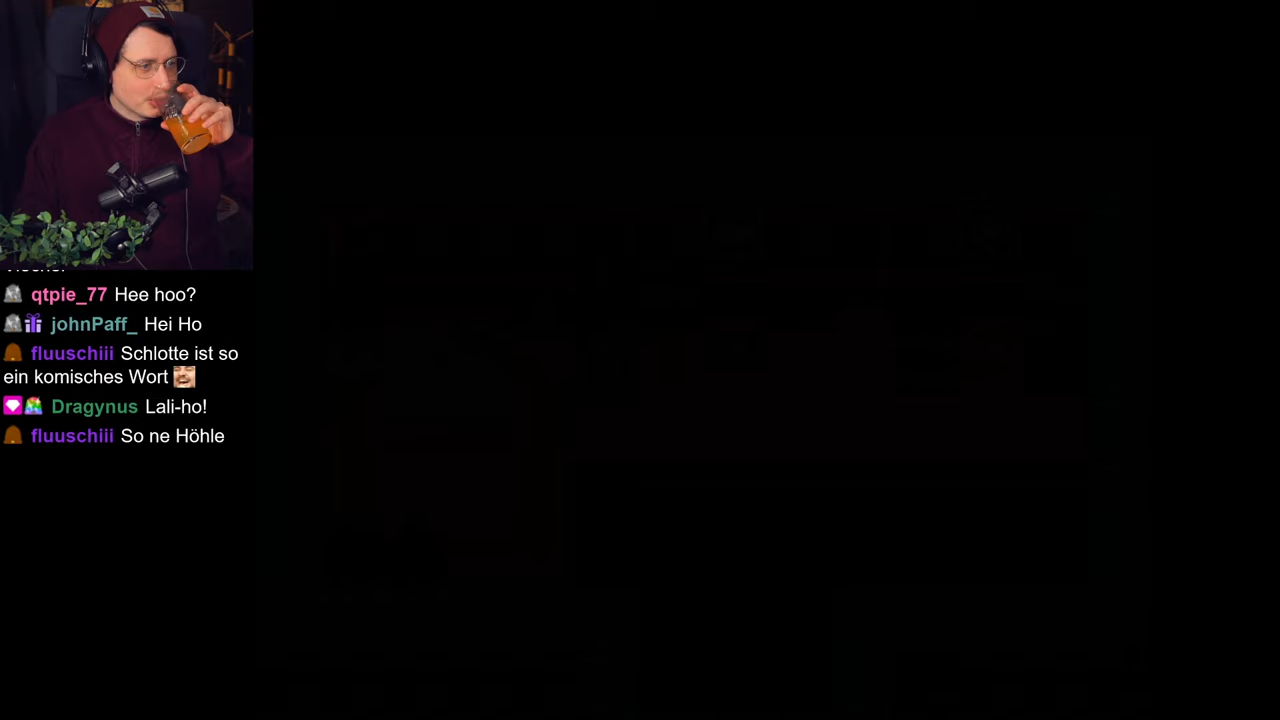 qtpie_77 Hee hoo?
johnPaff_ Hei Ho
fluuschiii Schlotte ist so
ein komisches Wort
Dragynus Lali-ho!
fluuschiii So ne Höhle